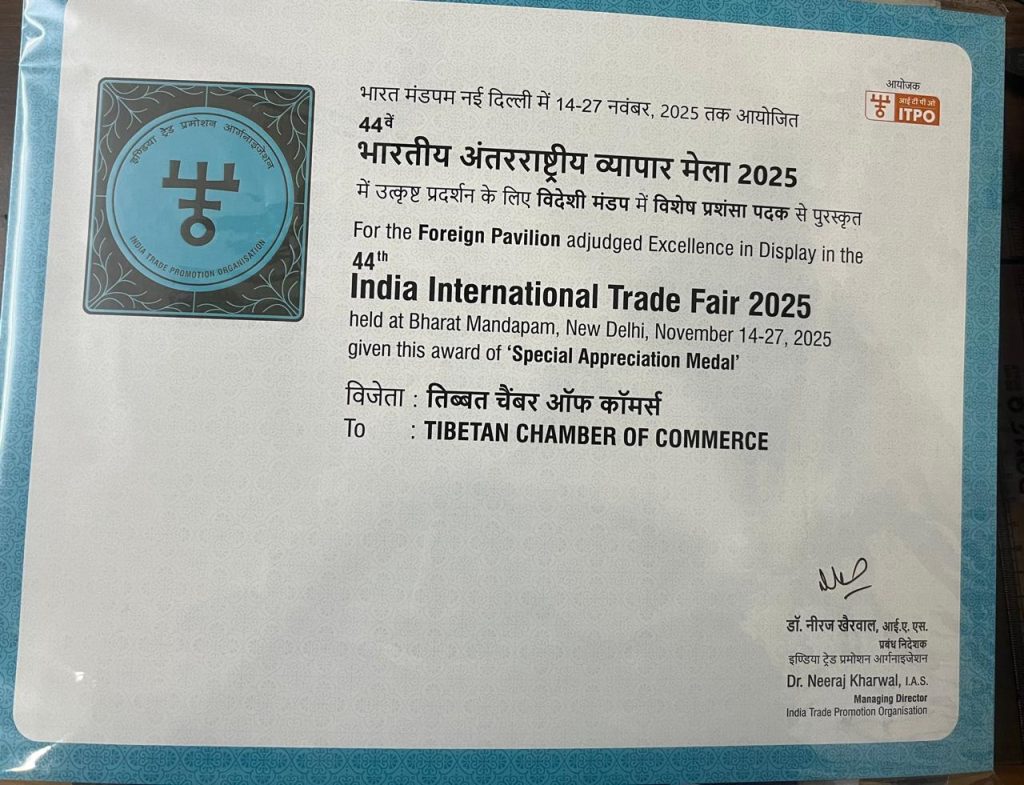 इण्डिया ट्रेड प्रमोशन आर्गनाइजेशन
INDIA TRADE PROMOTION ORGANISATION
आयोजक
आई टी पी ओ
ITPO
भारत मंडपम नई दिल्ली में 14-27 नवंबर, 2025 तक आयोजित
44वें
भारतीय अंतरराष्ट्रीय व्यापार मेला 2025
में उत्कृष्ट प्रदर्शन के लिए विदेशी मंडप में विशेष प्रशंसा पदक से पुरस्कृत
For the Foreign Pavilion adjudged Excellence in Display in the
44th
India International Trade Fair 2025
held at Bharat Mandapam, New Delhi, November 14-27, 2025
given this award of ‘Special Appreciation Medal’
विजेता : तिब्बत चैंबर ऑफ कॉमर्स
To : TIBETAN CHAMBER OF COMMERCE
डॉ. नीरज खैरवाल, आई.ए. एस.
प्रबंध निदेशक
इण्डिया ट्रेड प्रमोशन आर्गनाइजेशन
Dr. Neeraj Kharwal, I.A.S.
Managing Director
India Trade Promotion Organisation